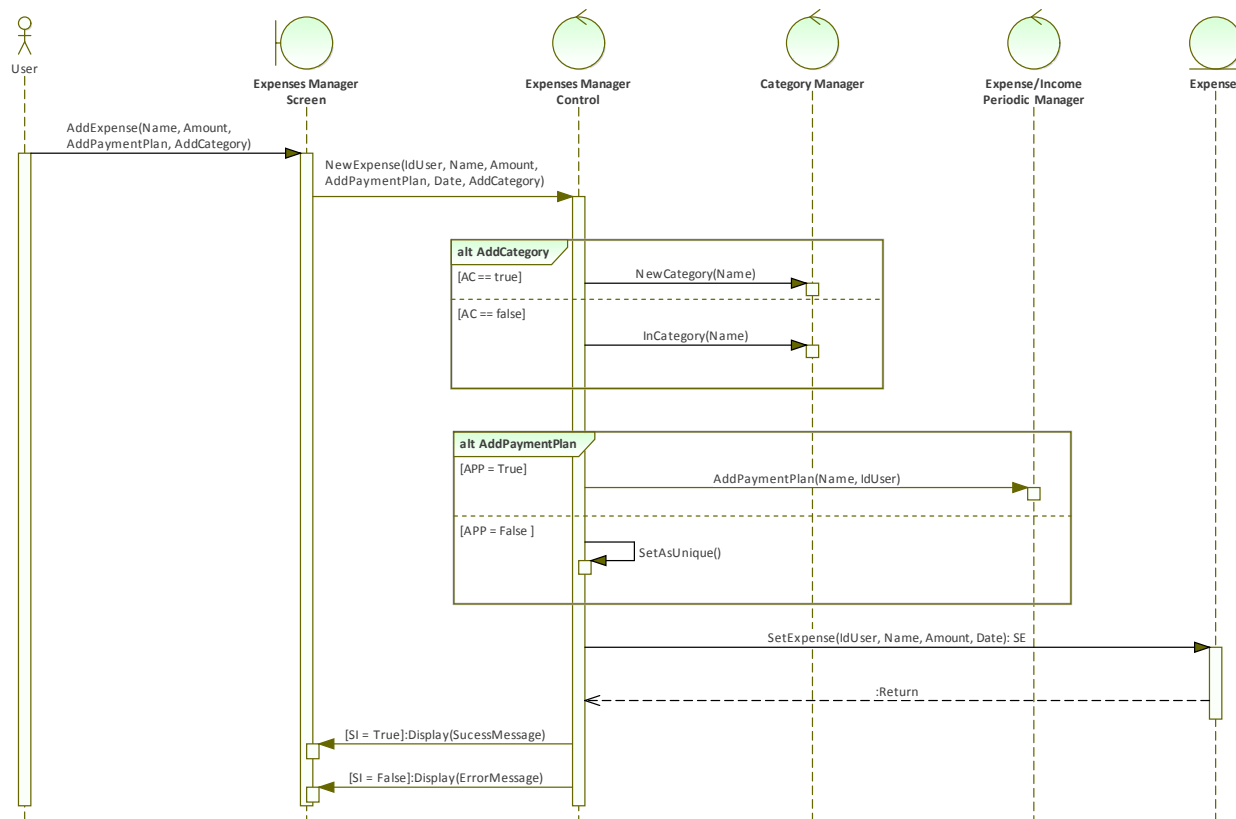 User
Expenses Manager
Screen
Expenses Manager
Control
Category Manager
Expense/Income
Periodic Manager
Expense
AddExpense(Name, Amount,
AddPaymentPlan, AddCategory)
NewExpense(IdUser, Name, Amount,
AddPaymentPlan, Date, AddCategory)
alt AddCategory
[AC == true]
NewCategory(Name)
[AC == false]
InCategory(Name)
alt AddPaymentPlan
[APP = True]
AddPaymentPlan(Name, IdUser)
[APP = False ]
SetAsUnique()
SetExpense(IdUser, Name, Amount, Date): SE
:Return
[SI = True]:Display(SucessMessage)
[SI = False]:Display(ErrorMessage)